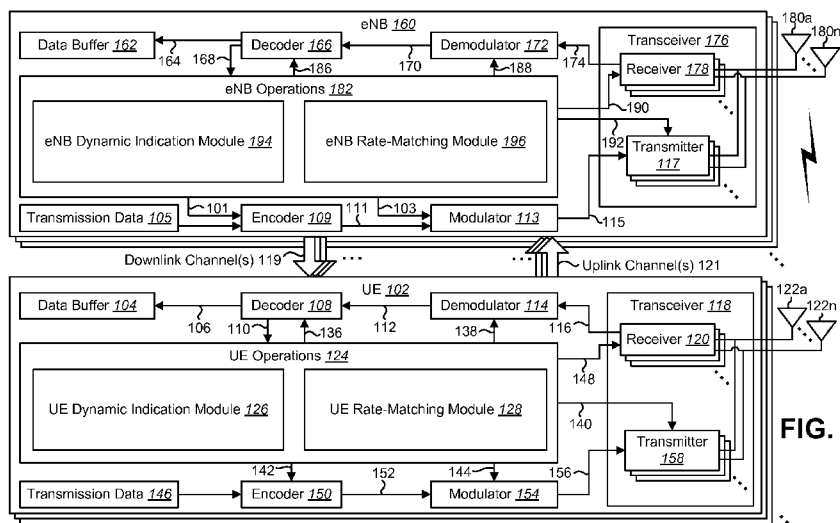 eNB 160
180a
180n
Data Buffer 162
Decoder 166
Demodulator 172
Transceiver 176
164
168
186
170
188
174
Receiver 178
eNB Operations 182
190
192
eNB Dynamic Indication Module 194
eNB Rate-Matching Module 196
Transmitter 117
101
103
Transmission Data 105
Encoder 109
111
Modulator 113
115
Downlink Channel(s) 119
Uplink Channel(s) 121
UE 102
122a
122n
Data Buffer 104
Decoder 108
Demodulator 114
Transceiver 118
106
110
136
112
138
116
Receiver 120
UE Operations 124
148
UE Dynamic Indication Module 126
UE Rate-Matching Module 128
140
FIG.
Transmitter 158
142
152
144
156
Transmission Data 146
Encoder 150
Modulator 154